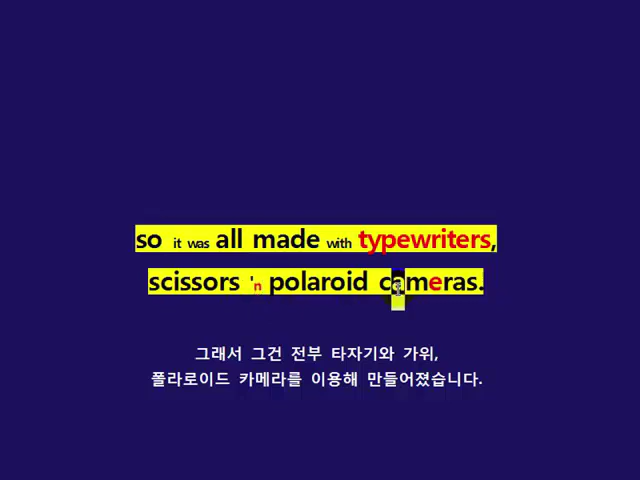 so it was all made with typewriters,
scissors 'n polaroid cameras.
그래서 그건 전부 타자기와 가위,
폴라로이드 카메라를 이용해 만들어졌습니다.